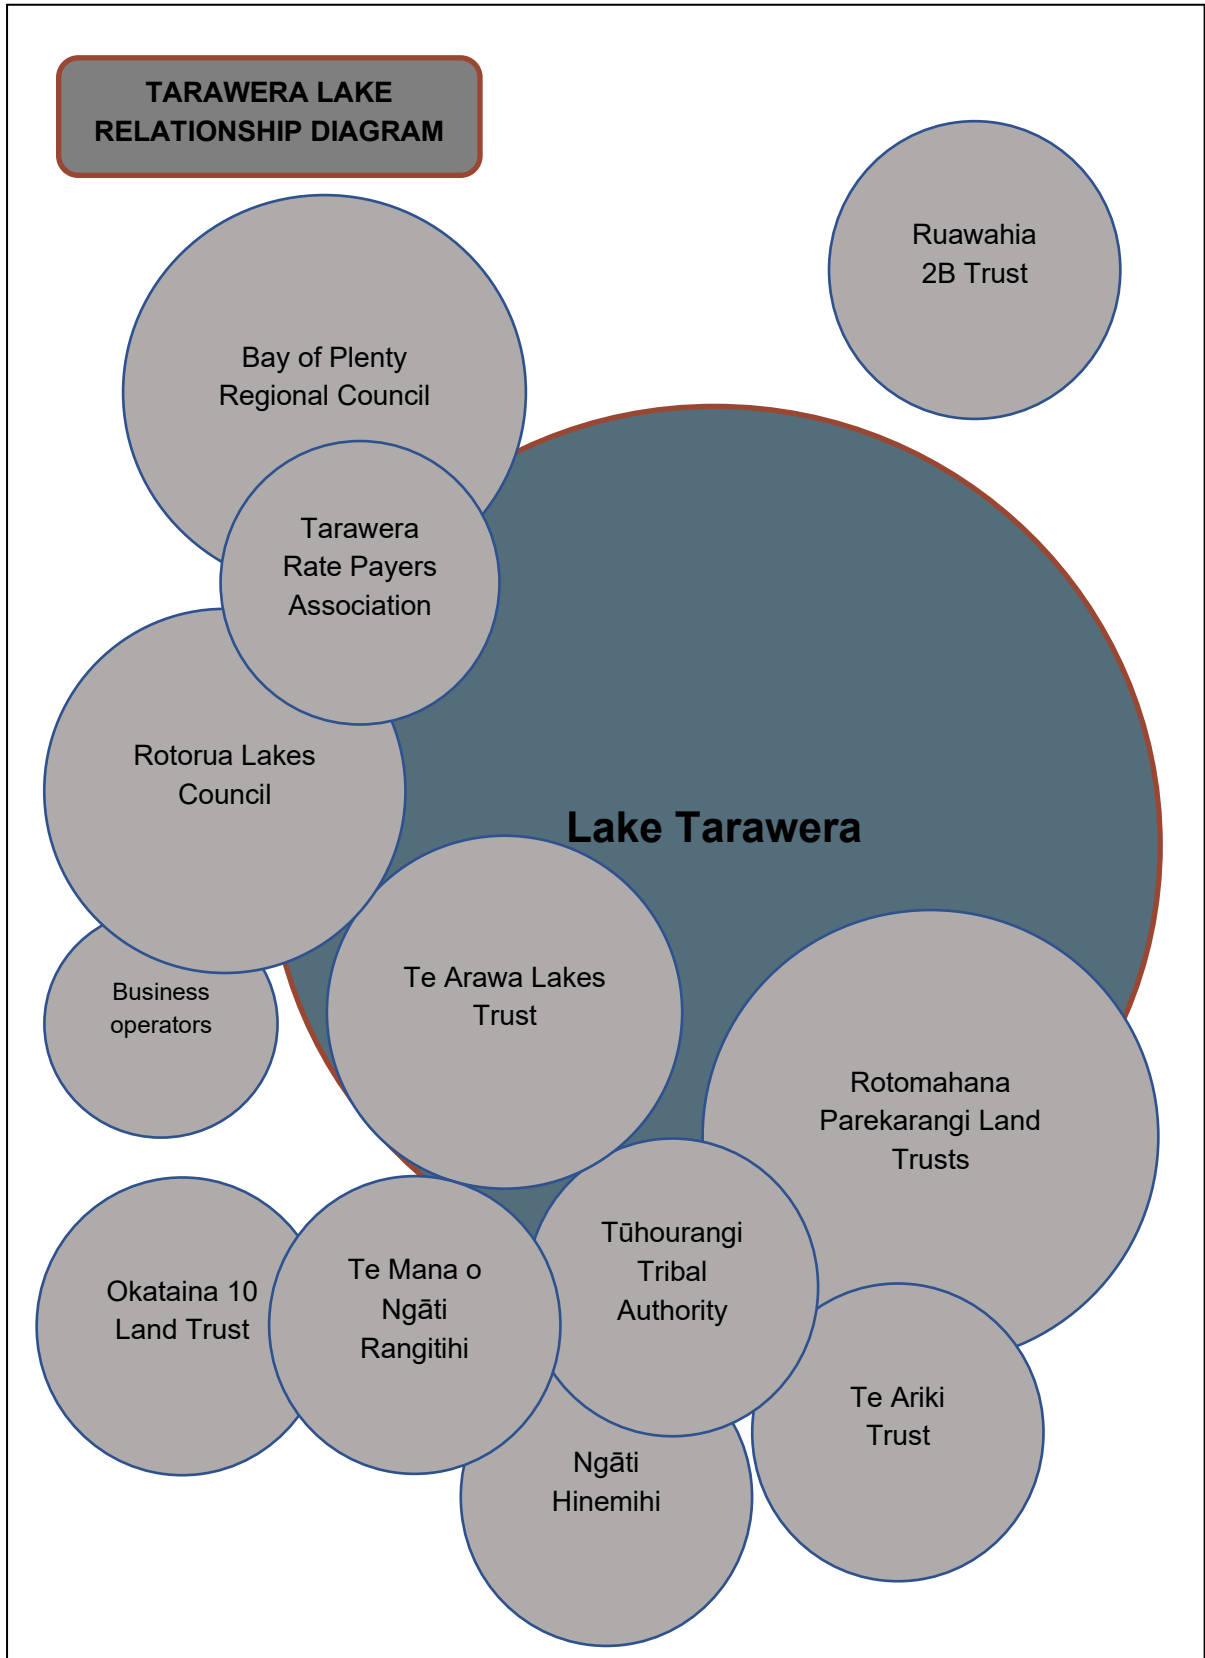 TARAWERA LAKE
RELATIONSHIP DIAGRAM
Ruawahia
2B Trust
Bay of Plenty
Regional Council
Tarawera
Rate Payers
Association
Rotorua Lakes
Council
Lake Tarawera
Business
operators
Te Arawa Lakes
Trust
Rotomahana
Parekarangi Land
Trusts
Okataina 10
Land Trust
Te Mana o
Ngāti
Rangitihi
Tūhourangi
Tribal
Authority
Te Ariki
Trust
Ngāti
Hinemihi